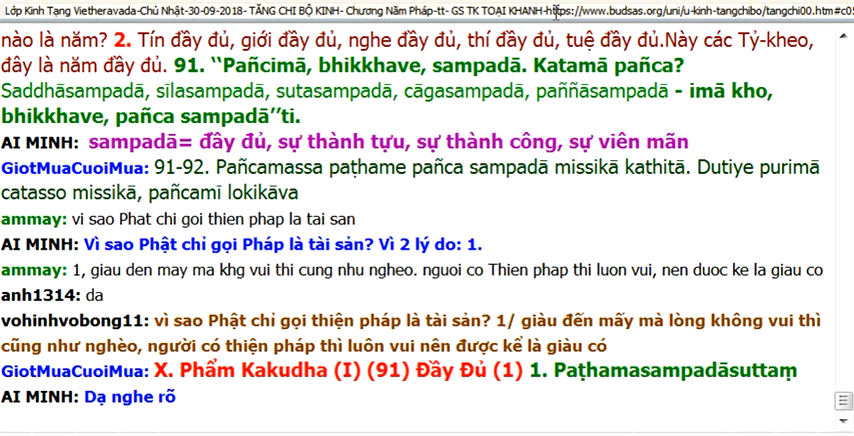 Lớp Kinh Tạng Vietheravada-Chủ Nhật-30-09-2018- TĂNG CHI BỘ KINH- Chương Năm Pháp-tt- GS TK TOẠI KHANH-https://www.budsas.org/uni/u-kinh-tangchibo/tangchi00.htm#c05
nào là năm? 2. Tín đầy đủ, giới đầy đủ, nghe đầy đủ, thí đầy đủ, tuệ đầy đủ.Này các Tỷ-kheo,
đây là năm đầy đủ. 91. ‘‘Pañcimā, bhikkhave, sampadā. Katamā pañca?
Saddhāsampadā, sīlasampadā, sutasampadā, cāgasampadā, paññāsampadā - imā kho,
bhikkhave, pañca sampadā’’ti.
AI MINH: sampadā= đầy đủ, sự thành tựu, sự thành công, sự viên mãn
GiotMuaCuoiMua: 91-92. Pañcamassa paṭhame pañca sampadā missikā kathitā. Dutiye purimā
catasso missikā, pañcamī lokikāva
ammay: vi sao Phat chi goi thien phap la tai san
AI MINH: Vì sao Phật chỉ gọi Pháp là tài sản? Vì 2 lý do: 1.
ammay: 1, giau den may ma khg vui thi cung nhu ngheo. nguoi co Thien phap thi luon vui, nen duoc ke la giau co
anh1314: da
vohinhvobong11: vì sao Phật chỉ gọi thiện pháp là tài sản? 1/ giàu đến mấy mà lòng không vui thì
cũng như nghèo, người có thiện pháp thì luôn vui nên được kể là giàu có
GiotMuaCuoiMua: X. Phẩm Kakudha (I) (91) Đầy Đủ (1) 1. Paṭhamasampadāsuttaṃ
AI MINH: Dạ nghe rõ